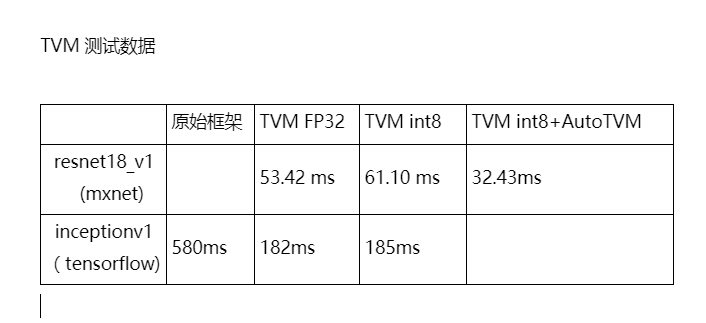 TVM 测试数据
原始框架 TVM FP32 TVM int8 TVM int8+AutoTVM
resnet18_v1
(mxnet)
53.42 ms 61.10 ms 32.43ms
inceptionv1
( tensorflow)
580ms 182ms 185ms